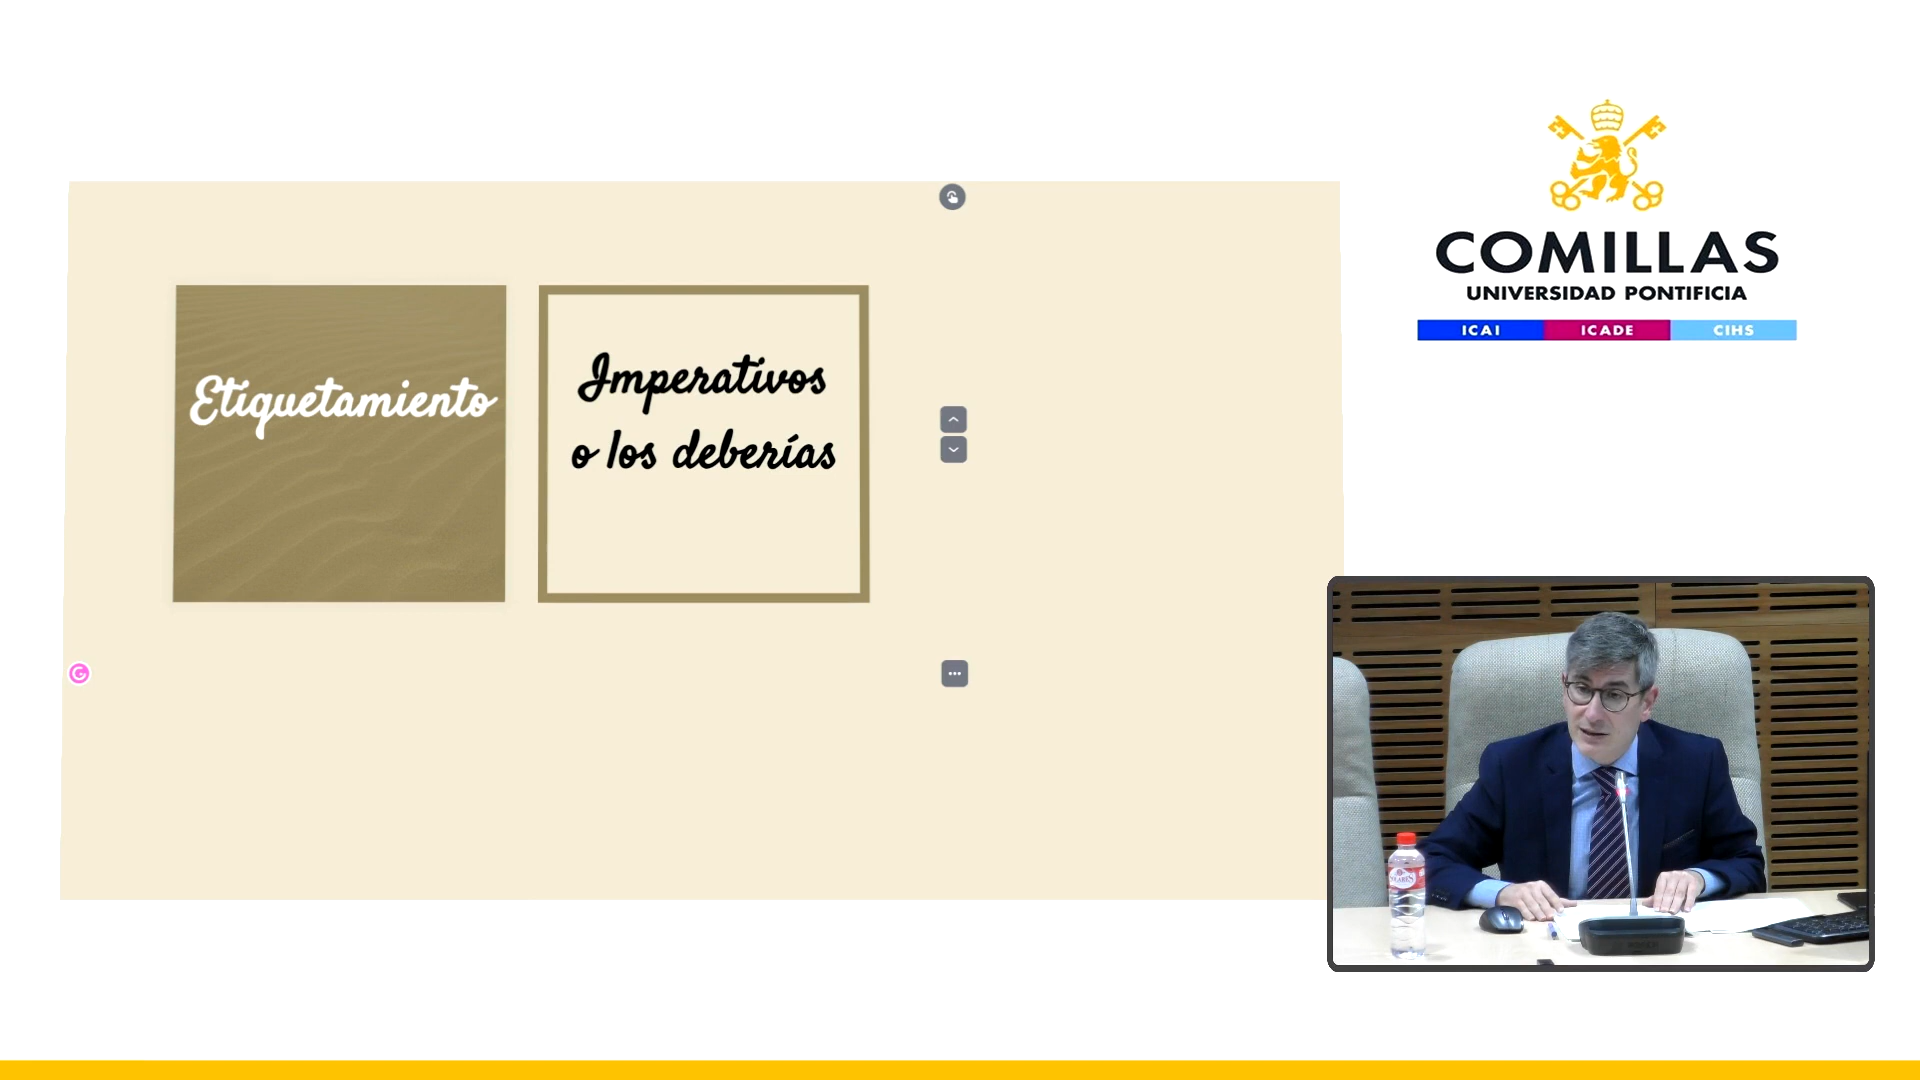 Etiquetamiento
Imperativos
o los deberías
COMILLAS
UNIVERSIDAD PONTIFICIA
ICAI ICADE CIHS